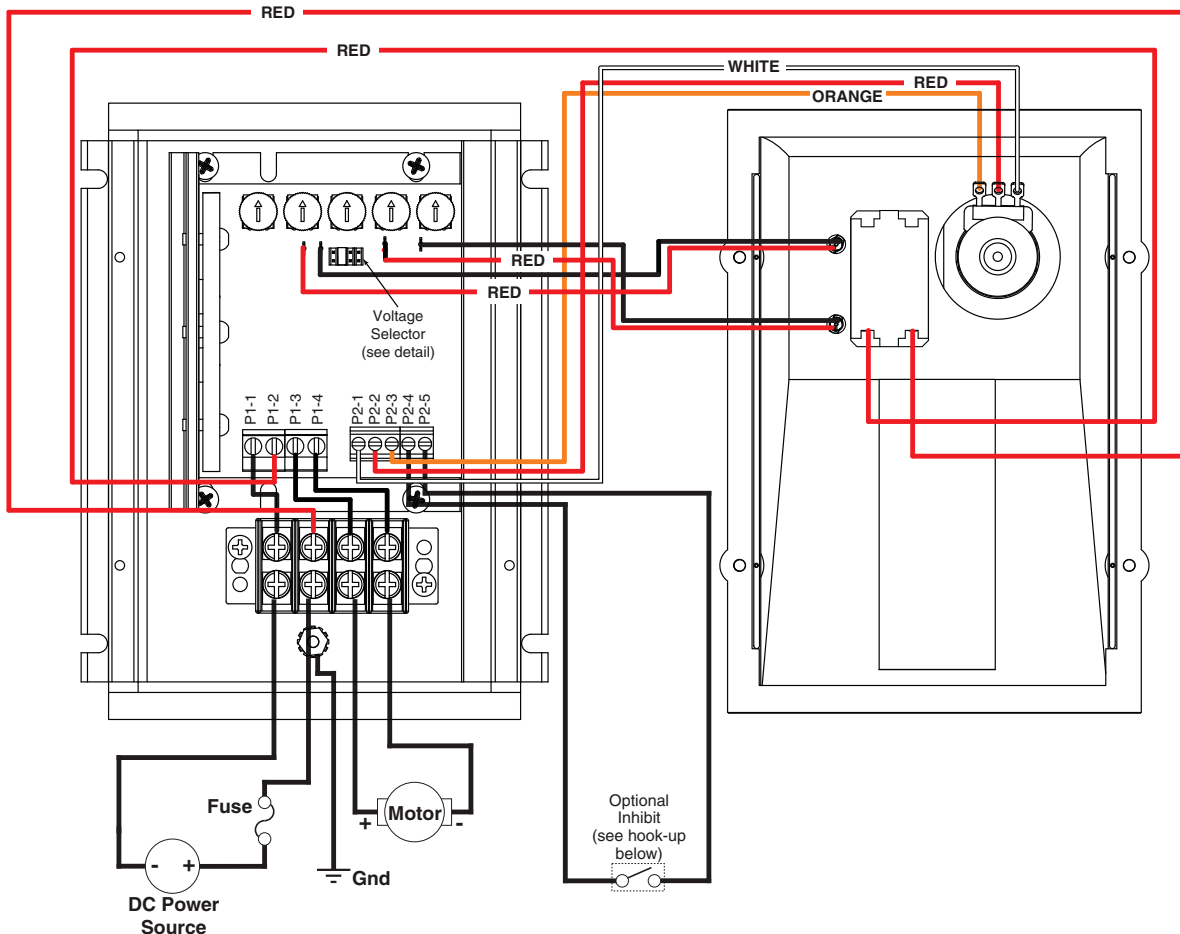 RED
RED
WHITE
RED
ORANGE
RED
RED
Voltage
Selector
(see detail)
P1-1
P1-2
P1-3
P1-4
P2-1
P2-2
P2-3
P2-4
P2-5
Fuse
+
Motor
-
-
+
Gnd
DC Power
Source
Optional
Inhibit
(see hook-up
below)